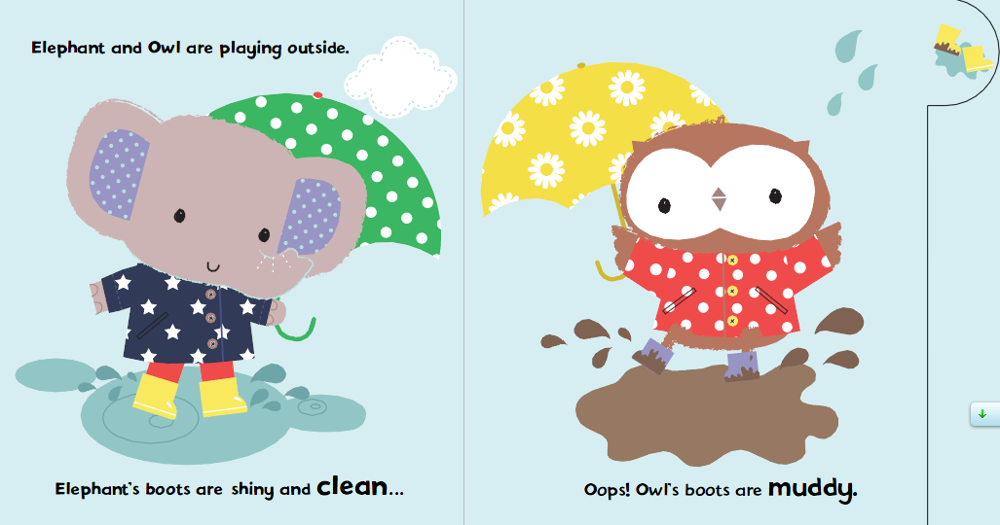 Elephant and Owl are playing outside.
Elephant's boots are shiny and clean...
Oops! Owl's boots are muddy.